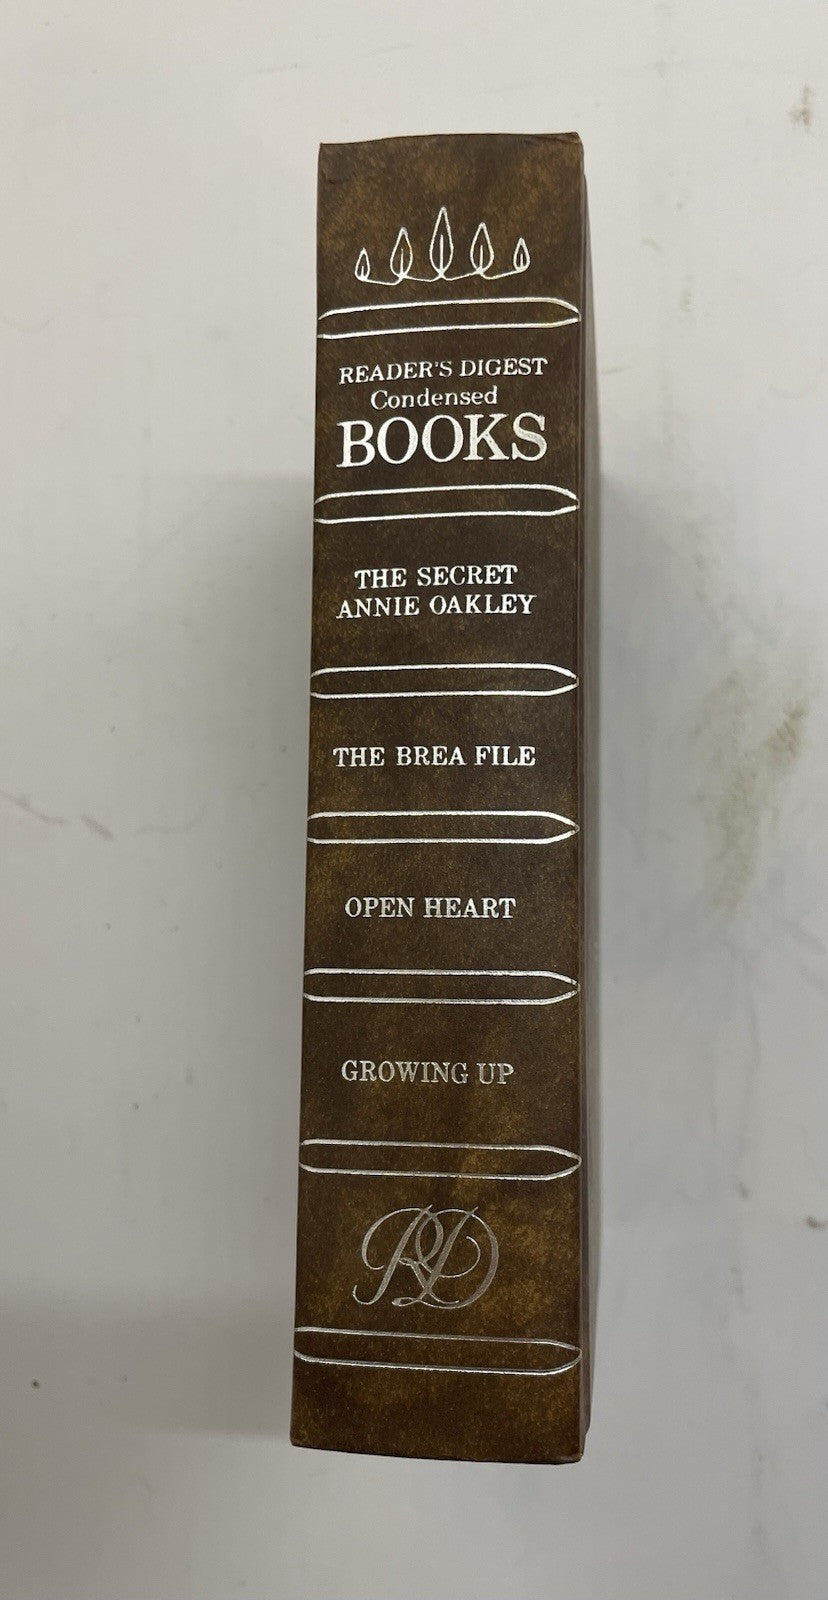 READER'S DIGEST
Condensed
BOOKS
THE SECRET
ANNIE OAKLEY
THE BREA FILE
OPEN HEART
GROWING UP
RD